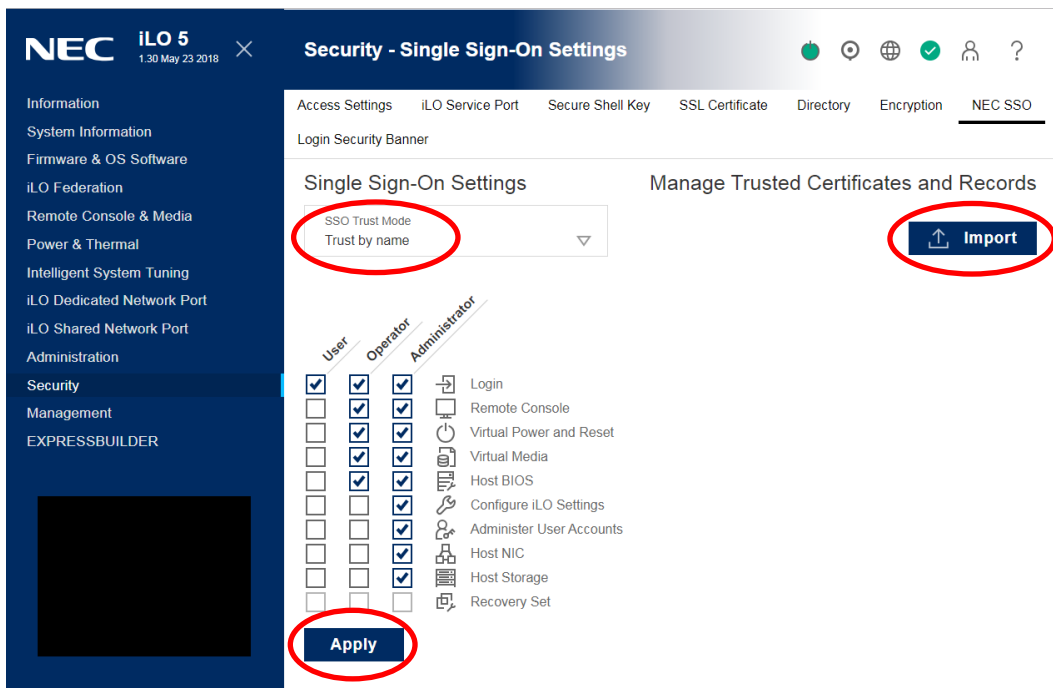 NEC iLO 5
1.30 May 23 2018
Security - Single Sign-On Settings
?
Information
System Information
Firmware & OS Software
iLO Federation
Remote Console & Media
Power & Thermal
Intelligent System Tuning
iLO Dedicated Network Port
iLO Shared Network Port
Administration
Security
Management
EXPRESSBUILDER
Access Settings iLO Service Port Secure Shell Key SSL Certificate Directory Encryption NEC SSO
Login Security Banner
Single Sign-On Settings
Manage Trusted Certificates and Records
SSO Trust Mode
Trust by name
Import
User Operator Administrator
Login
Remote Console
Virtual Power and Reset
Virtual Media
Host BIOS
Configure iLO Settings
Administer User Accounts
Host NIC
Host Storage
Recovery Set
Apply